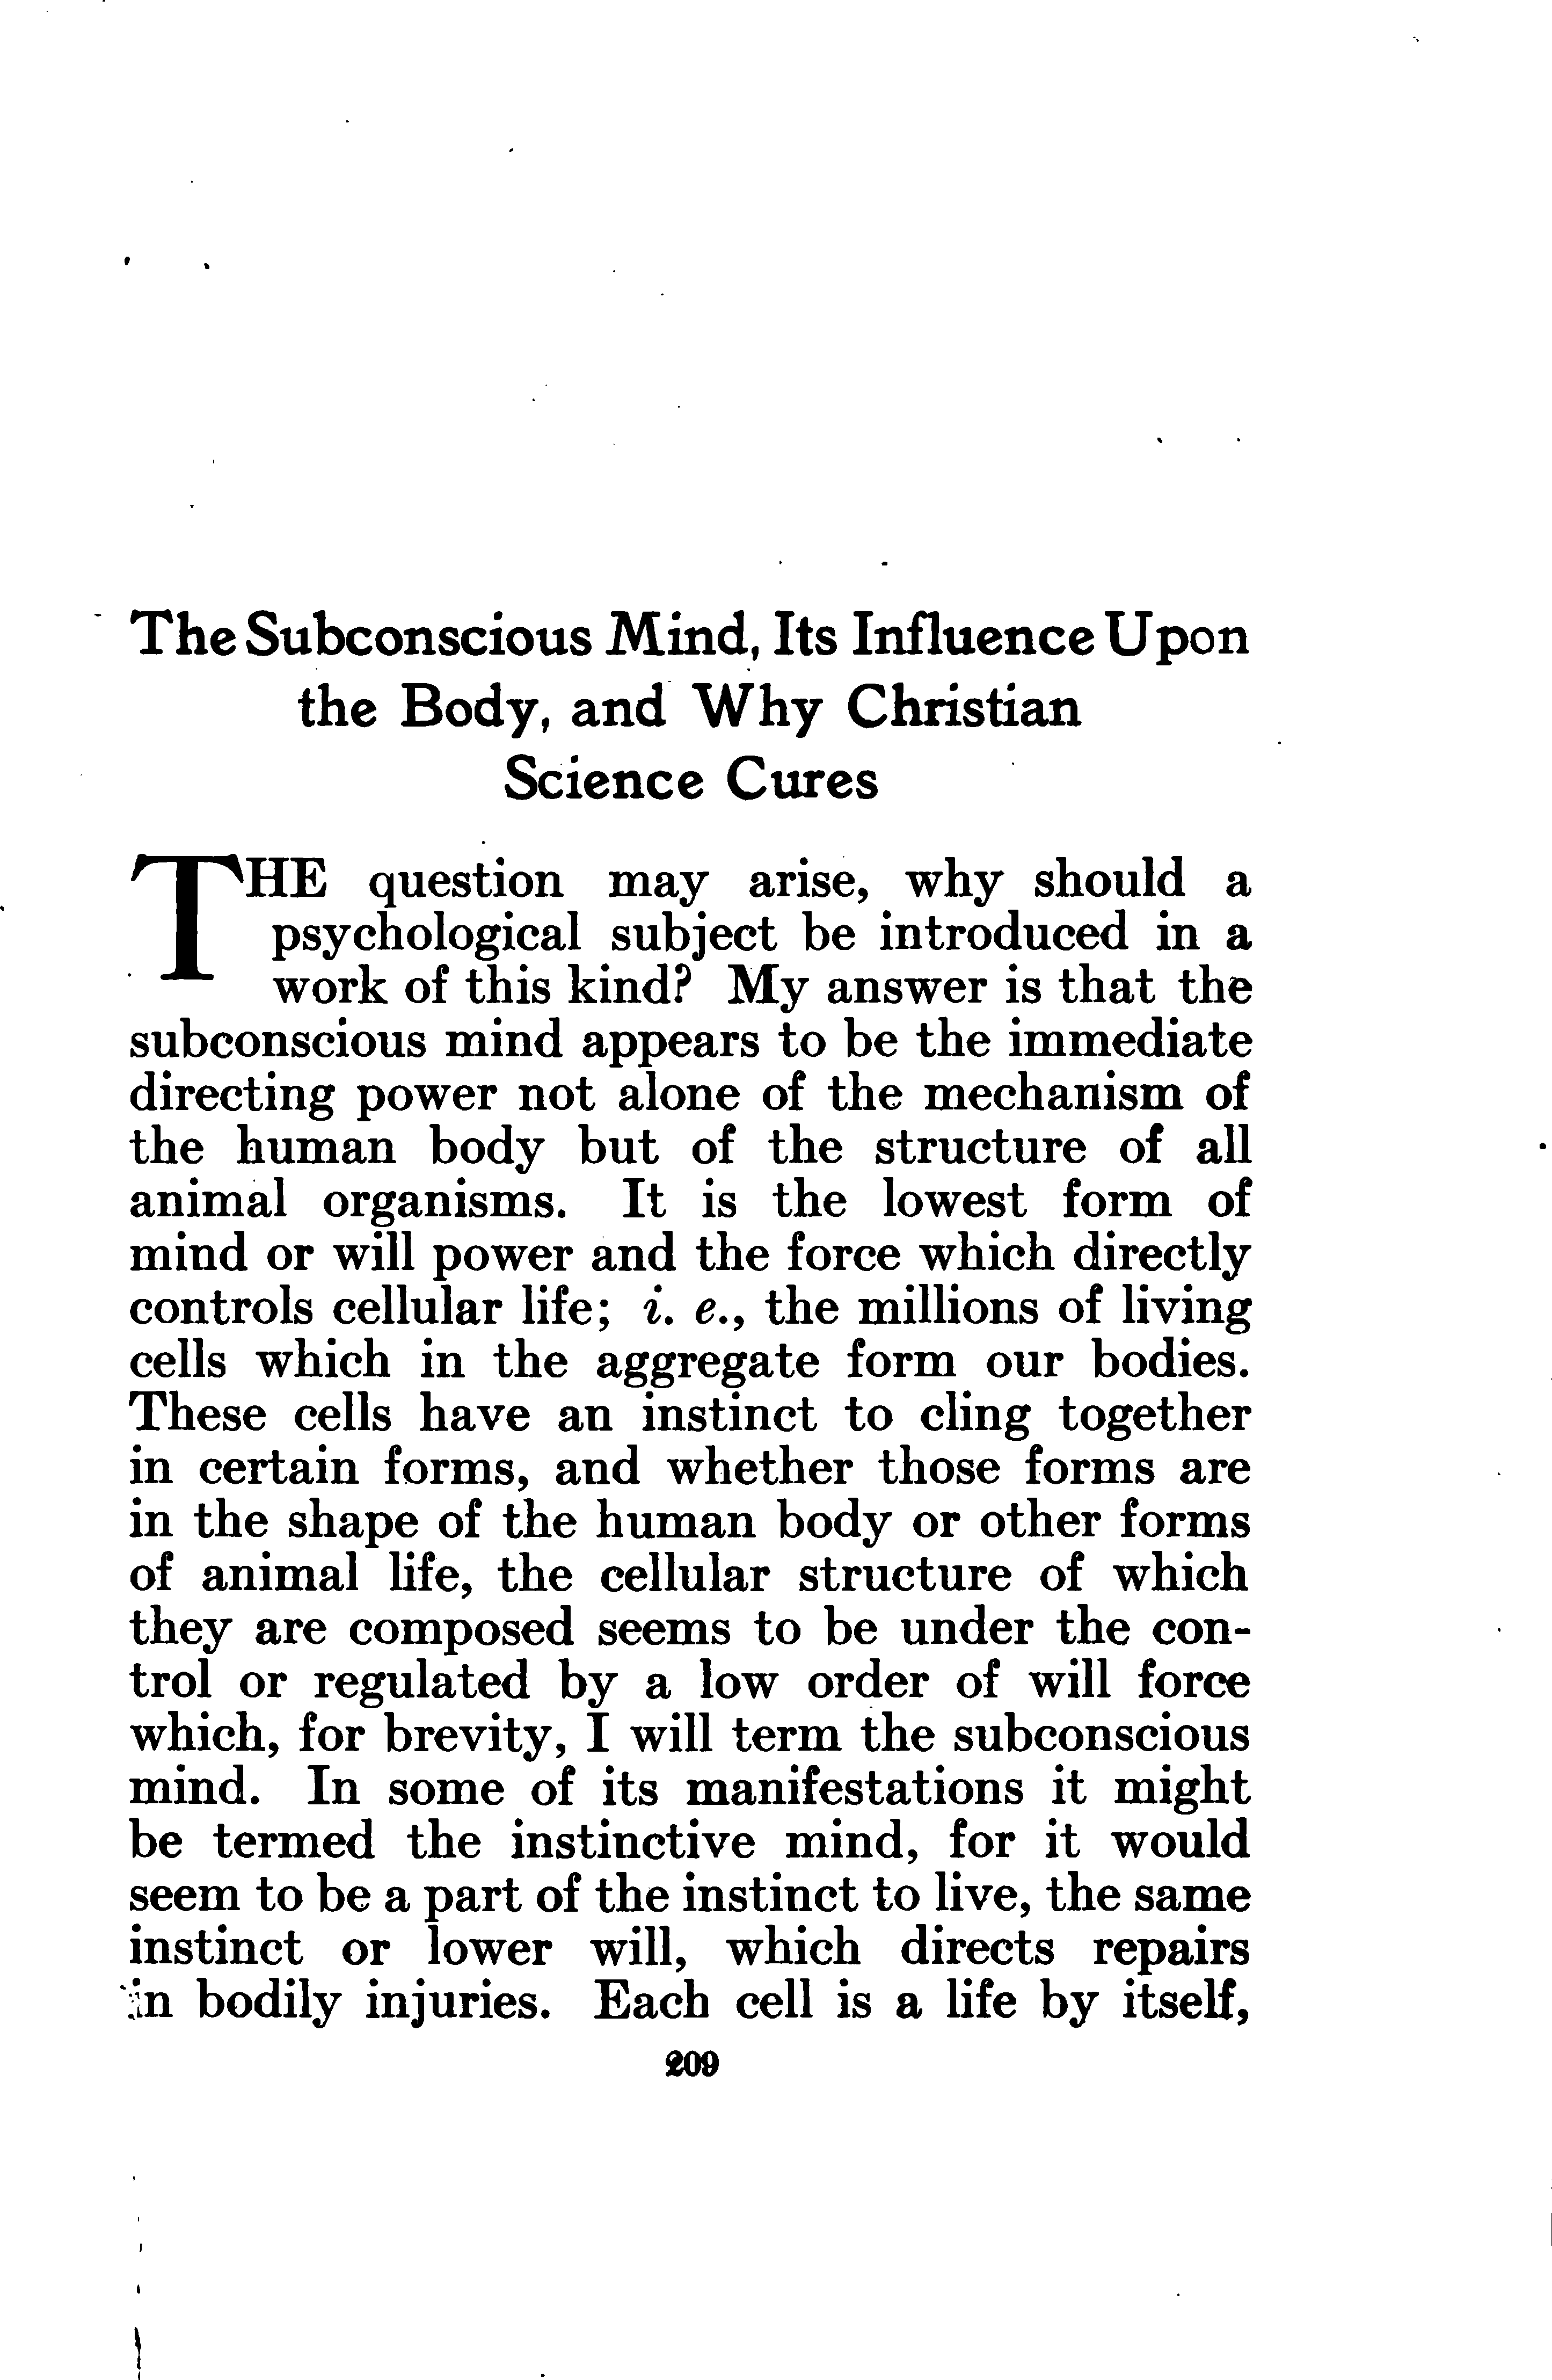 The Subconscious Mind, Its Influence Upon
the Body, and Why Christian
Science Cures
THE question may arise, why should a
psychological subject be introduced in a
work of this kind? My answer is that the
subconscious mind appears to be the immediate
directing power not alone of the mechanism of
the human body but of the structure of all
animal organisms. It is the lowest form of
mind or will power and the force which directly
controls cellular life; i. e., the millions of living
cells which in the aggregate form our bodies.
These cells have an instinct to cling together
in certain forms, and whether those forms are
in the shape of the human body or other forms
of animal life, the cellular structure of which
they are composed seems to be under the con-
trol or regulated by a low order of will force
which, for brevity, I will term the subconscious
mind. In some of its manifestations it might
be termed the instinctive mind, for it would
seem to be a part of the instinct to live, the same
instinct or lower will, which directs repairs
in bodily injuries. Each cell is a life by itself,
209